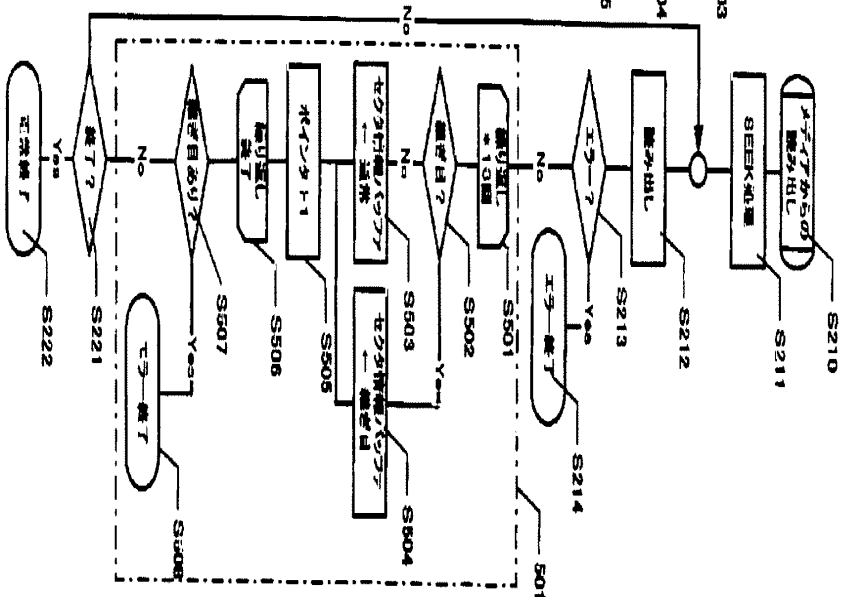 メディアからの
読み出し
S210
SEEK処理
S211
読み出し
S212
エラー？
S213
Yes
エラー終了
S214
No
繰り返し
＊13回
S501
501
継ぎ目？
S502
Yes
No
セクタ情報バッファ
← 通常
S503
セクタ情報バッファ
← 継ぎ目
S504
ポインタ+1
S505
繰り返し
終了
S506
継ぎ目あり？
S507
Yes
エラー終了
S508
No
終了？
S221
No
Yes
正常終了
S222
03
04
05